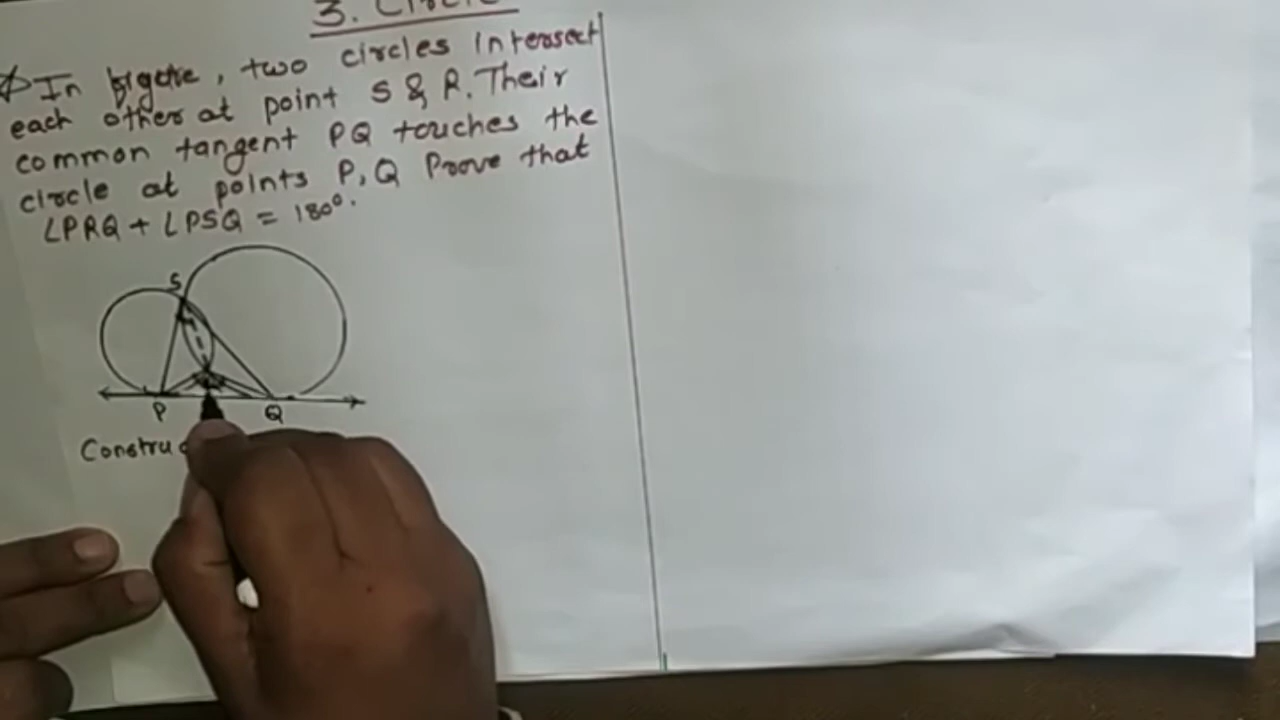 3. Circle
In figure, two circles intersect
each other at point S & R. Their
common tangent PQ touches the
circle at points P, Q Prove that
∠PRQ + ∠PSQ = 180°.
S
P Q
Constru